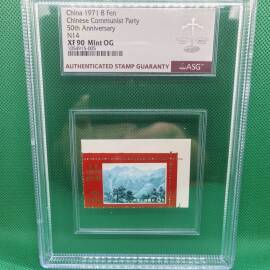 China 1971 8 Fen
Chinese Communist Party
50th Anniversary
N14
XF 90 Mint OG
AUTHENTICATED STAMP GUARANTY
ASG